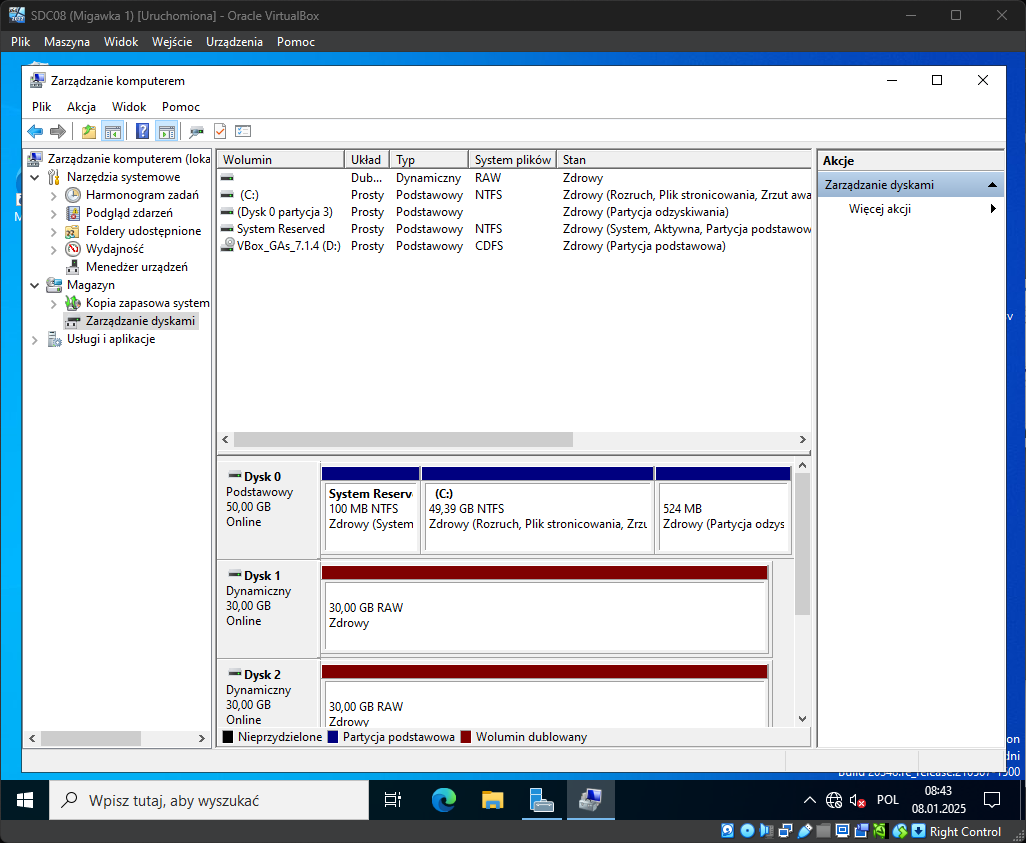 SDC08 (Migawka 1) [Uruchomiona] - Oracle VirtualBox
Plik Maszyna Widok Wejście Urządzenia Pomoc
Zarządzanie komputerem
Plik Akcja Widok Pomoc
Zarządzanie komputerem (loka
Narzędzia systemowe
Harmonogram zadań
Podgląd zdarzeń
Foldery udostępnione
Wydajność
Menedżer urządzeń
Magazyn
Kopia zapasowa system
Zarządzanie dyskami
Usługi i aplikacje
Wolumin Układ Typ System plików Stan
Dub... Dynamiczny RAW Zdrowy
(C:) Prosty Podstawowy NTFS Zdrowy (Rozruch, Plik stronicowania, Zrzut awa
(Dysk 0 partycja 3) Prosty Podstawowy Zdrowy (Partycja odzyskiwania)
System Reserved Prosty Podstawowy NTFS Zdrowy (System, Aktywna, Partycja podstawow
VBox_GAs_7.1.4 (D:) Prosty Podstawowy CDFS Zdrowy (Partycja podstawowa)
Dysk 0
Podstawowy
50,00 GB
Online
System Reserv
100 MB NTFS
Zdrowy (System
(C:)
49,39 GB NTFS
Zdrowy (Rozruch, Plik stronicowania, Zrzu
524 MB
Zdrowy (Partycja odzys
Dysk 1
Dynamiczny
30,00 GB
Online
30,00 GB RAW
Zdrowy
Dysk 2
Dynamiczny
30,00 GB
Online
30,00 GB RAW
Zdrowy
Nieprzydzielone Partycja podstawowa Wolumin dublowany
Akcje
Zarządzanie dyskami
Więcej akcji
Wpisz tutaj, aby wyszukać
POL
08:43
08.01.2025
Right Control